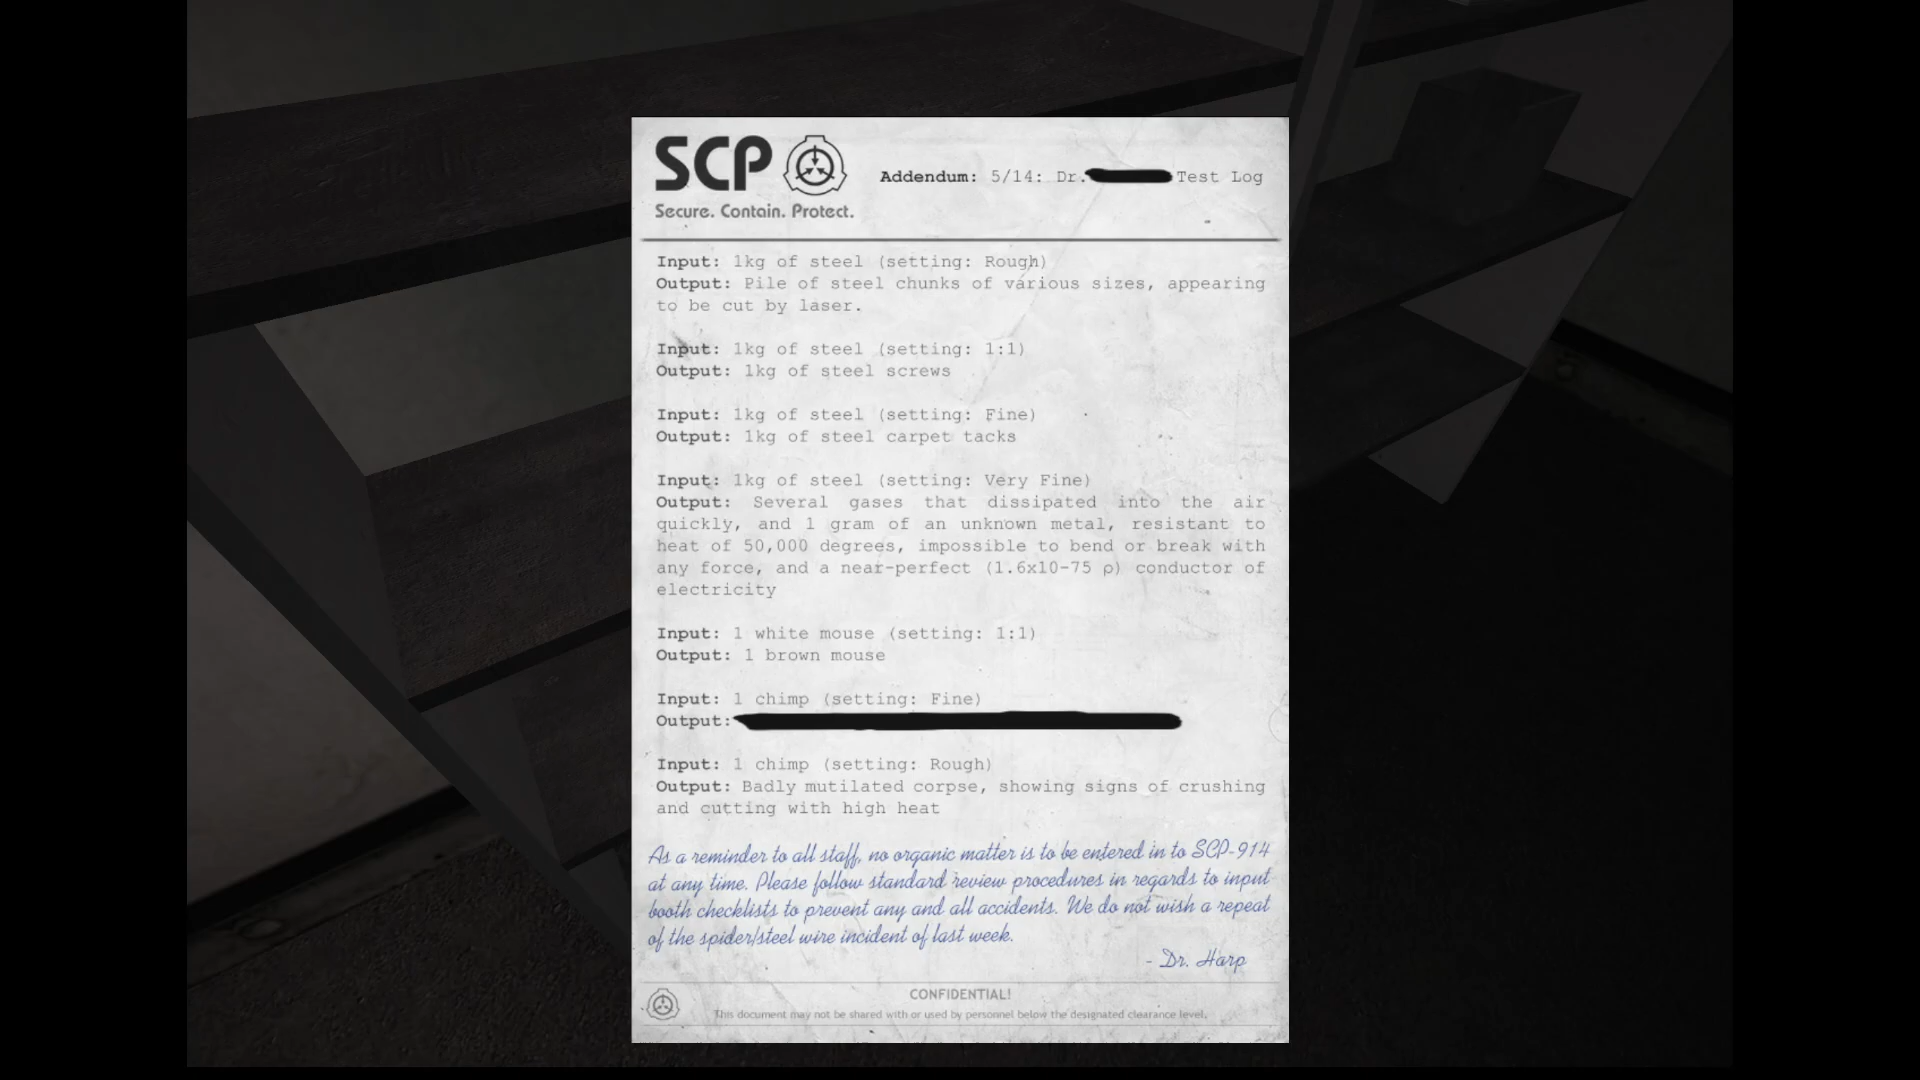 SCP
Secure. Contain. Protect.
Addendum: 5/14: Dr. Test Log
Input: 1kg of steel (setting: Rough)
Output: Pile of steel chunks of various sizes, appearing
to be cut by laser.
Input: 1kg of steel (setting: 1:1)
Output: 1kg of steel screws
Input: 1kg of steel (setting: Fine)
Output: 1kg of steel carpet tacks
Input: 1kg of steel (setting: Very Fine)
Output: Several gases that dissipated into the air
quickly, and 1 gram of an unknown metal, resistant to
heat of 50,000 degrees, impossible to bend or break with
any force, and a near-perfect (1.6x10-75 ρ) conductor of
electricity
Input: 1 white mouse (setting: 1:1)
Output: 1 brown mouse
Input: 1 chimp (setting: Fine)
Output:
Input: 1 chimp (setting: Rough)
Output: Badly mutilated corpse, showing signs of crushing
and cutting with high heat
As a reminder to all staff, no organic matter is to be entered in to SCP-914
at any time. Please follow standard review procedures in regards to input
booth checklists to prevent any and all accidents. We do not wish a repeat
of the spider/steel wire incident of last week.
- Dr. Harp
CONFIDENTIAL!
This document may not be shared with or used by personnel below the designated clearance level.